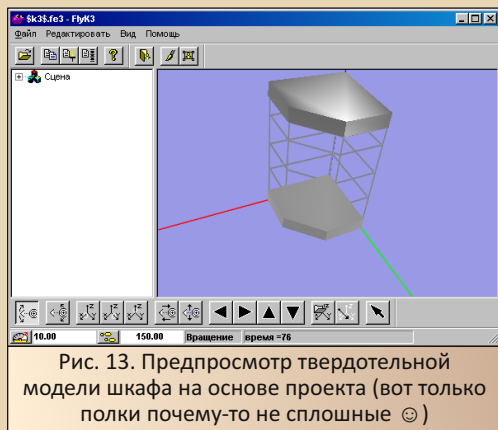 $k3$.fe3 - FlyK3
Файл Редактировать Вид Помощь
Сцена
10.00 150.00 Вращение время =76
Рис. 13. Предпросмотр твердотельной
модели шкафа на основе проекта (вот только
полки почему-то не сплошные ☺)